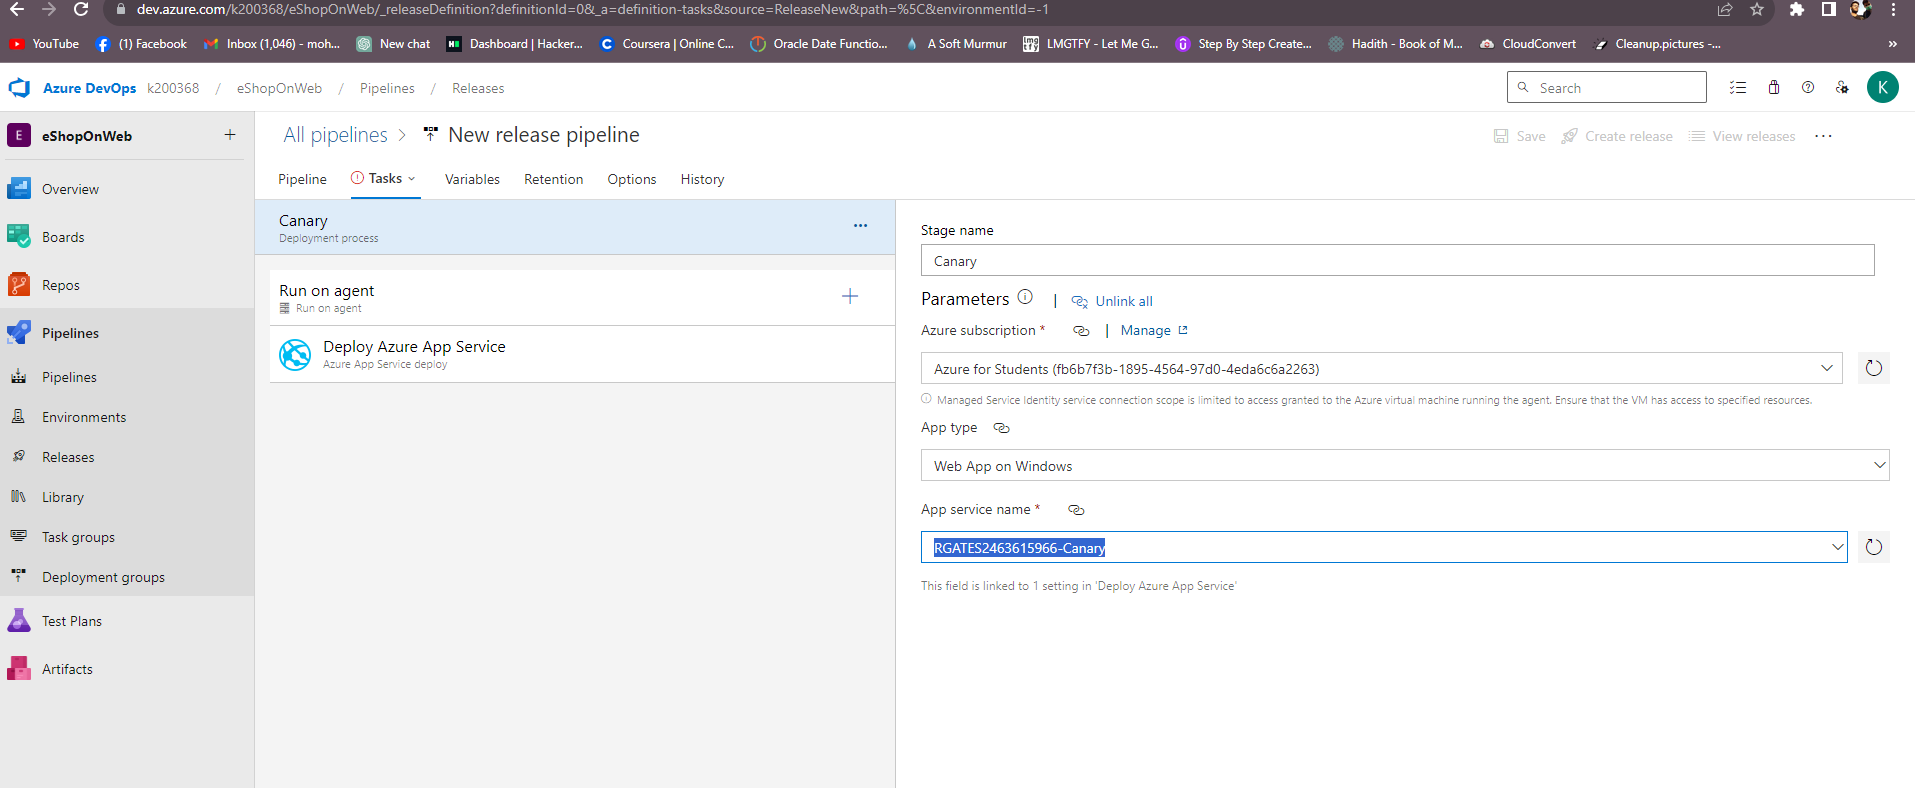 dev.azure.com/k200368/eShopOnWeb/_releaseDefinition?definitionId=0&_a=definition-tasks&source=ReleaseNew&path=%5C&environmentId=-1
YouTube (1) Facebook Inbox (1,046) - moh... New chat Dashboard | Hacker... Coursera | Online C... Oracle Date Functio... A Soft Murmur LMGTFY - Let Me G... Step By Step Create... Hadith - Book of M... CloudConvert Cleanup.pictures -... »
Azure DevOps k200368 / eShopOnWeb / Pipelines / Releases Search K
E eShopOnWeb +
Overview
Boards
Repos
Pipelines
Pipelines
Environments
Releases
Library
Task groups
Deployment groups
Test Plans
Artifacts
All pipelines > New release pipeline
Save Create release View releases ...
Pipeline Tasks Variables Retention Options History
Canary
Deployment process
Run on agent
Run on agent
Deploy Azure App Service
Azure App Service deploy
Stage name
Canary
Parameters | Unlink all
Azure subscription * | Manage
Azure for Students (fb6b7f3b-1895-4564-97d0-4eda6c6a2263)
Managed Service Identity service connection scope is limited to access granted to the Azure virtual machine running the agent. Ensure that the VM has access to specified resources.
App type
Web App on Windows
App service name *
RGATES2463615966-Canary
This field is linked to 1 setting in 'Deploy Azure App Service'